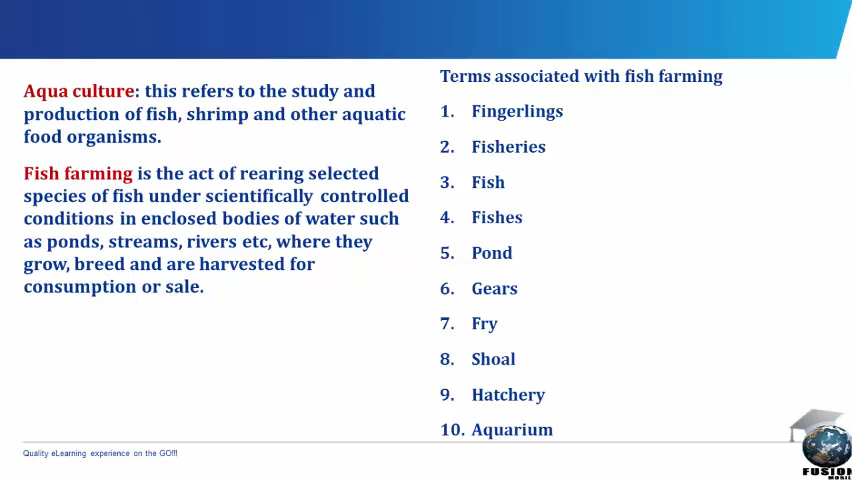 Aqua culture: this refers to the study and
production of fish, shrimp and other aquatic
food organisms.
Fish farming is the act of rearing selected
species of fish under scientifically controlled
conditions in enclosed bodies of water such
as ponds, streams, rivers etc, where they
grow, breed and are harvested for
consumption or sale.
Terms associated with fish farming
1. Fingerlings
2. Fisheries
3. Fish
4. Fishes
5. Pond
6. Gears
7. Fry
8. Shoal
9. Hatchery
10. Aquarium
Quality eLearning experience on the GO!!!
FUSION
MOBILE